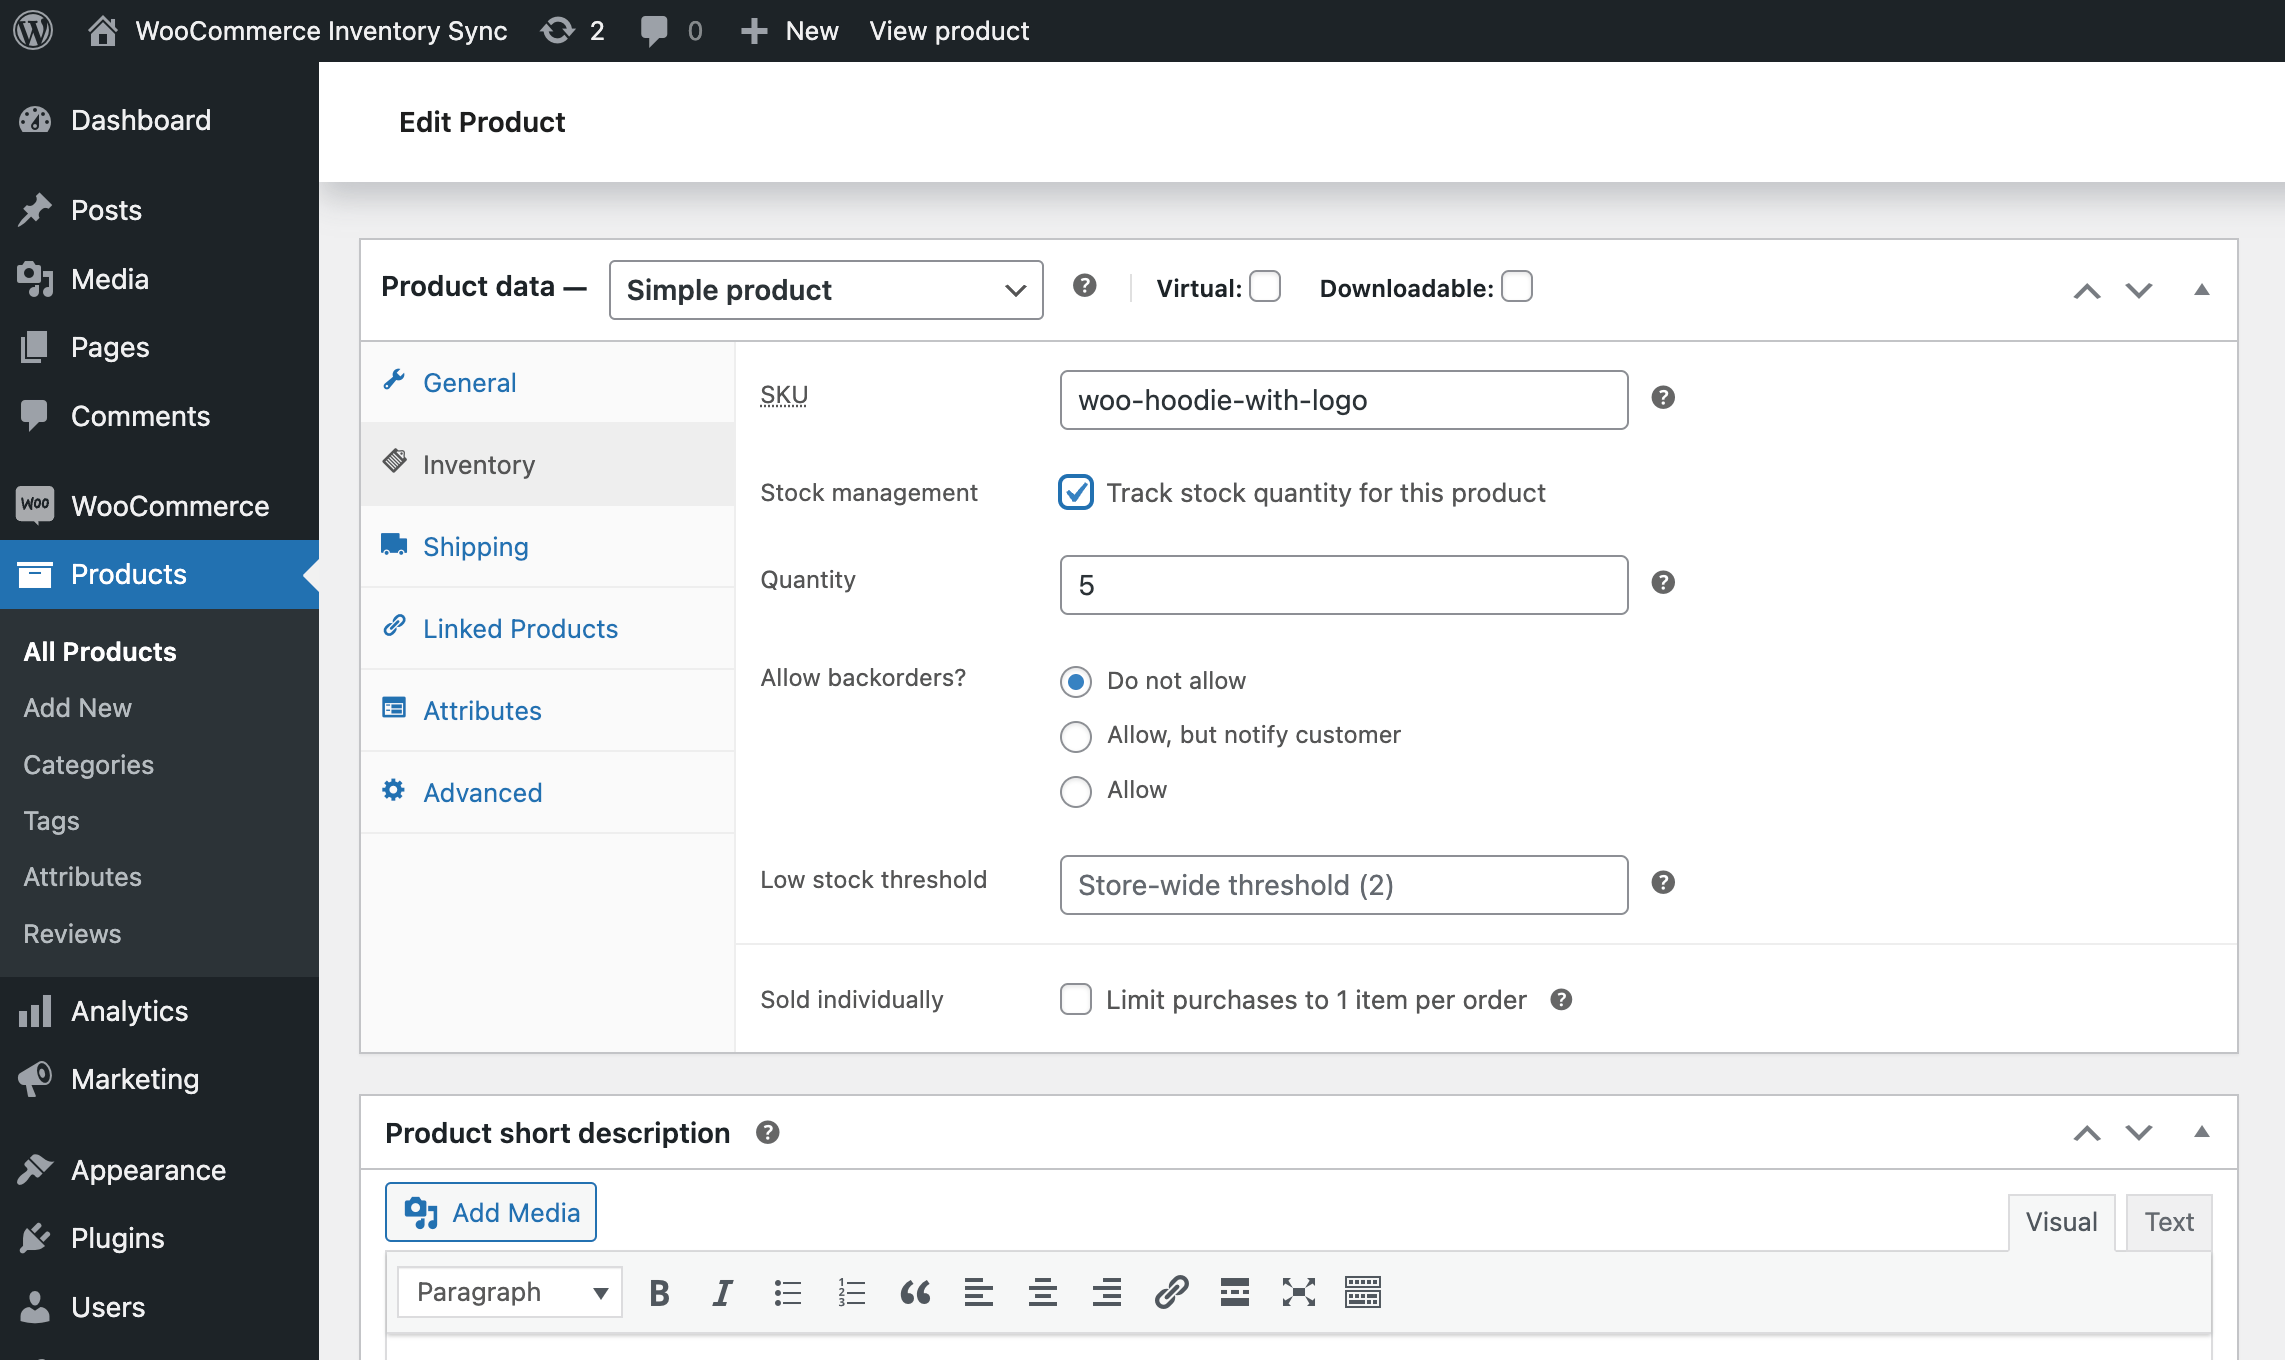 WooCommerce Inventory Sync 2 0 New View product
Dashboard
Posts
Media
Pages
Comments
Woo WooCommerce
Products
All Products
Add New
Categories
Tags
Attributes
Reviews
Analytics
Marketing
Appearance
Plugins
Users
Edit Product
Product data — Simple product Virtual: Downloadable:
General
Inventory
Shipping
Linked Products
Attributes
Advanced
SKU woo-hoodie-with-logo
Stock management Track stock quantity for this product
Quantity 5
Allow backorders? Do not allow
Allow, but notify customer
Allow
Low stock threshold Store-wide threshold (2)
Sold individually Limit purchases to 1 item per order
Product short description
Add Media
Visual Text
Paragraph